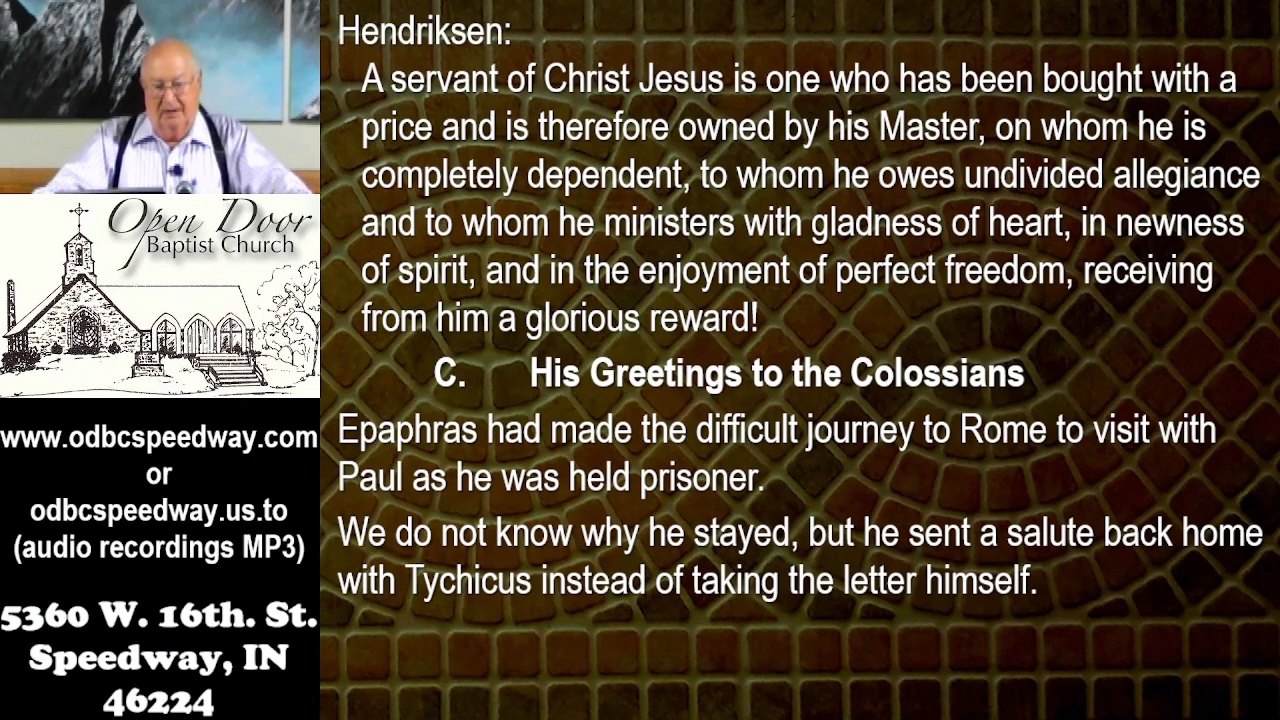 Open Door
Baptist Church
www.odbcspeedway.com
or
odbcspeedway.us.to
(audio recordings MP3)
5360 W. 16th. St.
Speedway, IN
46224
Hendriksen:
A servant of Christ Jesus is one who has been bought with a
price and is therefore owned by his Master, on whom he is
completely dependent, to whom he owes undivided allegiance
and to whom he ministers with gladness of heart, in newness
of spirit, and in the enjoyment of perfect freedom, receiving
from him a glorious reward!
C. His Greetings to the Colossians
Epaphras had made the difficult journey to Rome to visit with
Paul as he was held prisoner.
We do not know why he stayed, but he sent a salute back home
with Tychicus instead of taking the letter himself.